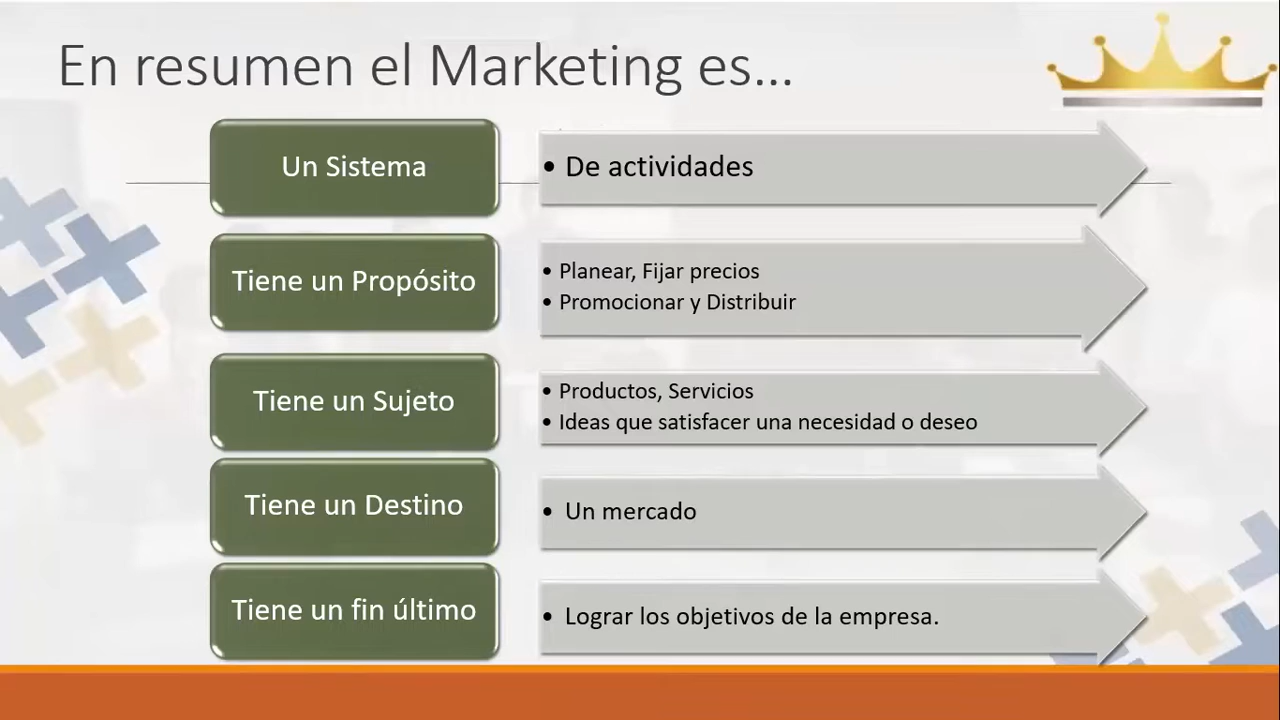 En resumen el Marketing es...
Un Sistema
• De actividades
Tiene un Propósito
• Planear, Fijar precios
• Promocionar y Distribuir
Tiene un Sujeto
• Productos, Servicios
• Ideas que satisfacer una necesidad o deseo
Tiene un Destino
• Un mercado
Tiene un fin último
• Lograr los objetivos de la empresa.